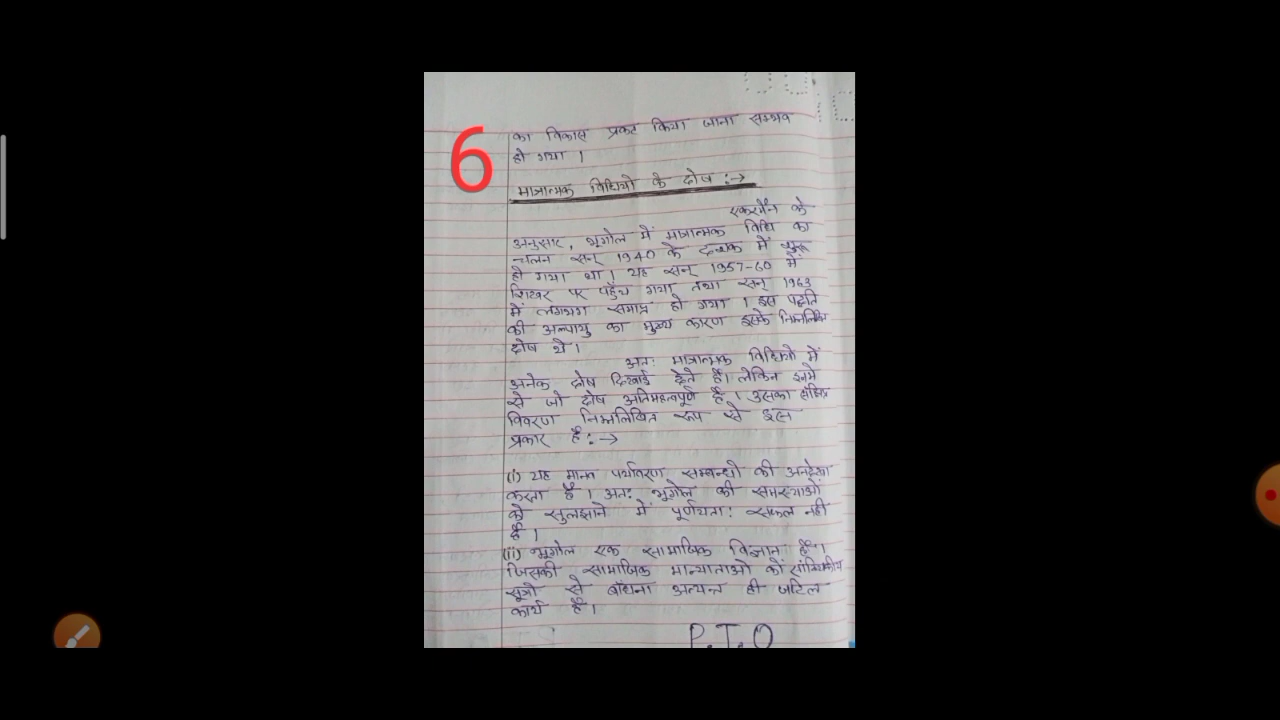 6
का विकास प्रकट किया जाना सम्भव
हो गया ।
मात्रात्मक विधियों के दोष :→
एकरमैन के
अनुसार, भूगोल में मात्रात्मक विधि का
चलन सन् 1940 के दशक में शुरू
हो गया था । यह सन् 1957-60 में
शिखर पर पहुँच गया तथा सन् 1963
में लगभग समाप्त हो गया । इस पद्धति
की अल्पायु का मुख्य कारण इसके निम्नलिखित
दोष थे ।
अतः मात्रात्मक विधियो में
अनेक दोष दिखाई देते हैं। लेकिन इनमे
से जो दोष अतिमहत्वपूर्ण है । उसका संक्षिप्त
विवरण निम्नलिखित रूप से इस
प्रकार है :→
(i) यह मानव पर्यावरण सम्बन्धो की अनदेखा
करता है । अतः भूगोल की समस्याओं
को सुलझाने में पूर्णयता: सफल नही
है ।
(ii) भूगोल एक सामाजिक विज्ञान है ।
जिसकी सामाजिक मान्यताओ को सांख्यिकीय
सूत्रो से बाँधना अत्यन्त ही जटिल
कार्य है ।
P.T.O